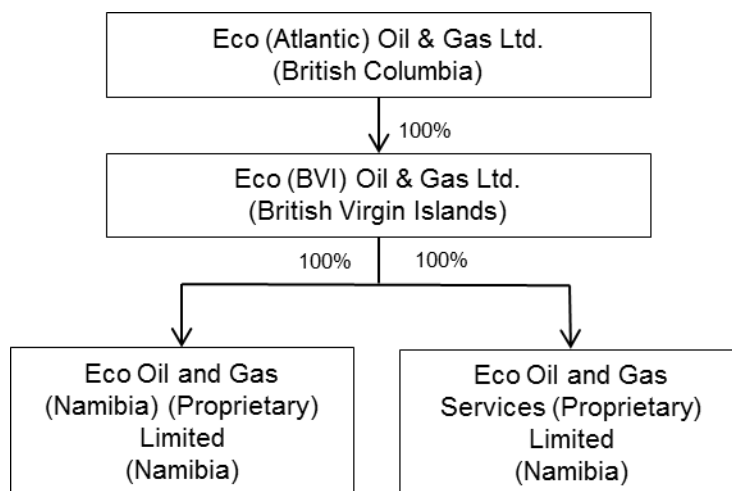 Eco (Atlantic) Oil & Gas Ltd.
(British Columbia)
100%
Eco (BVI) Oil & Gas Ltd.
(British Virgin Islands)
100%
100%
Eco Oil and Gas
(Namibia) (Proprietary)
Limited
(Namibia)
Eco Oil and Gas
Services (Proprietary)
Limited
(Namibia)